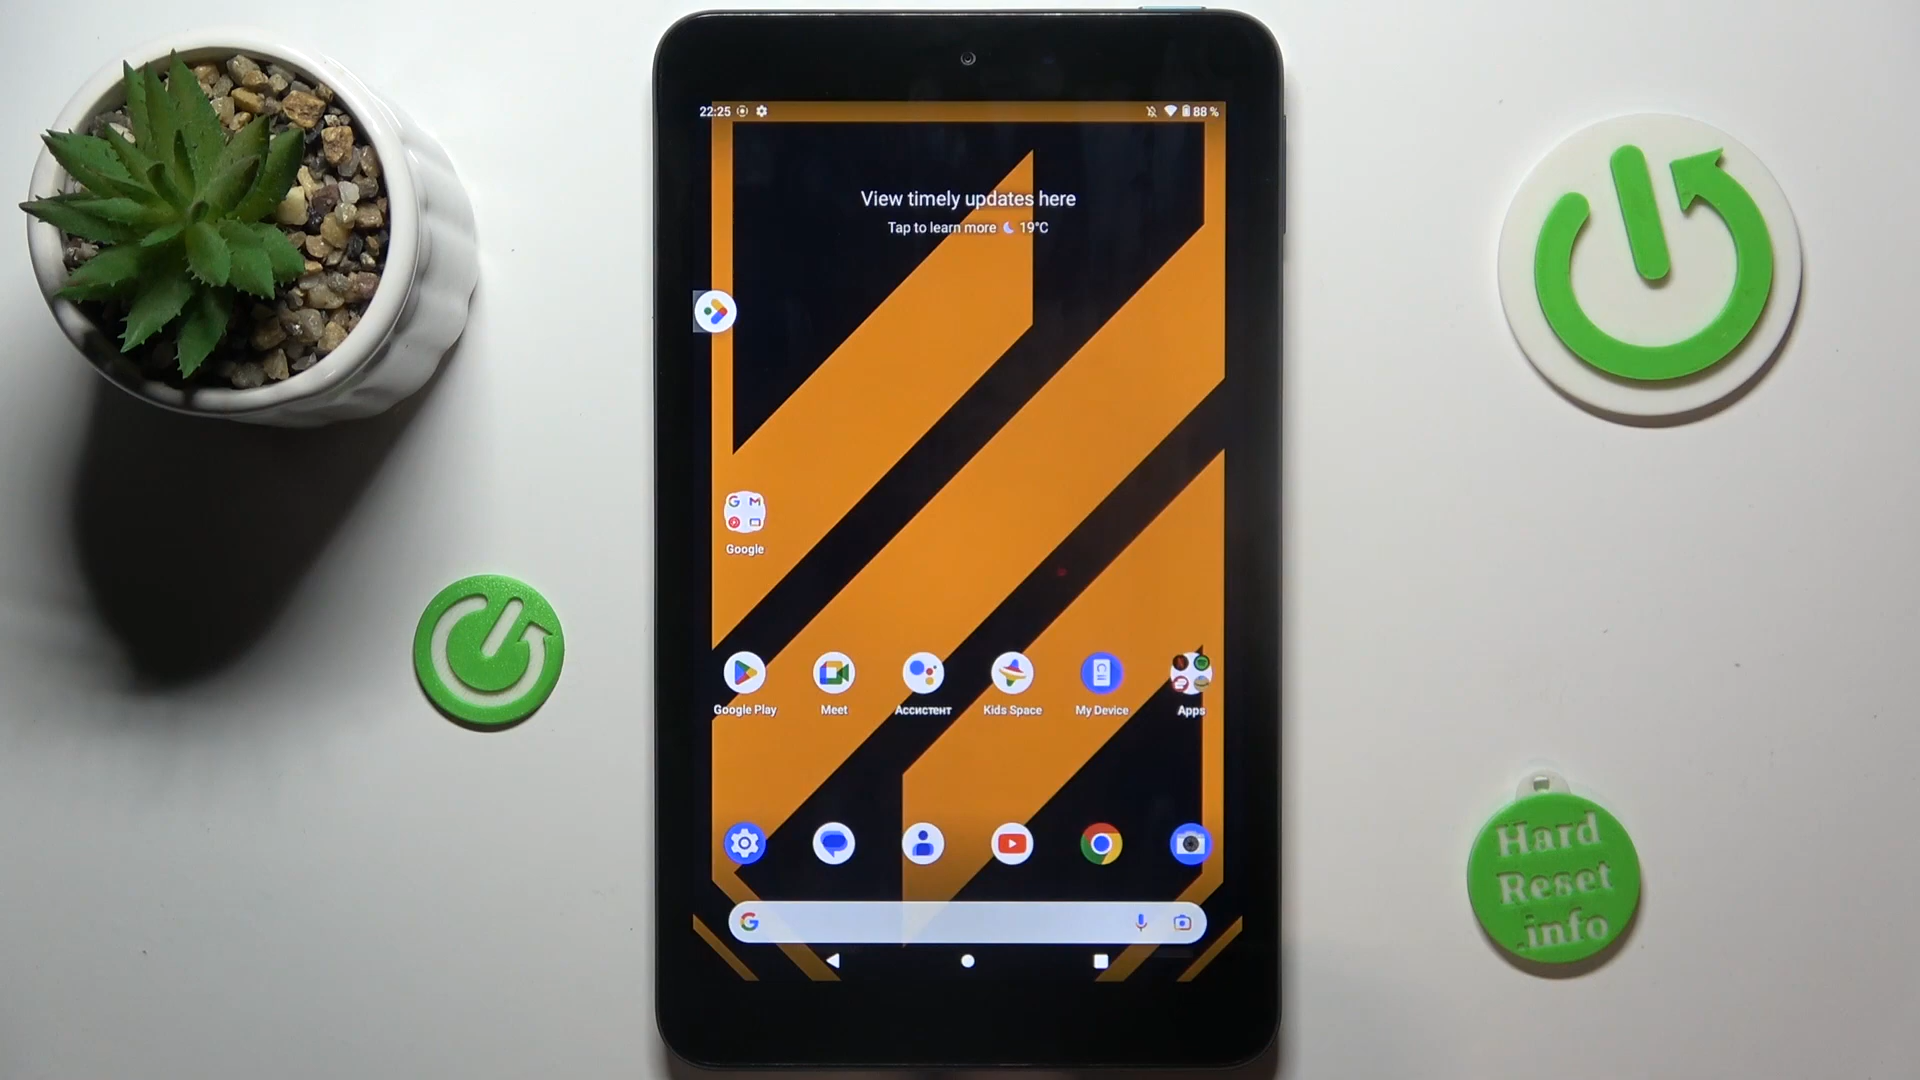 22:25
88 %
View timely updates here
Tap to learn more 19°C
Google
Google Play
Meet
Ассистент
Kids Space
My Device
Apps
Hard
Reset
.info